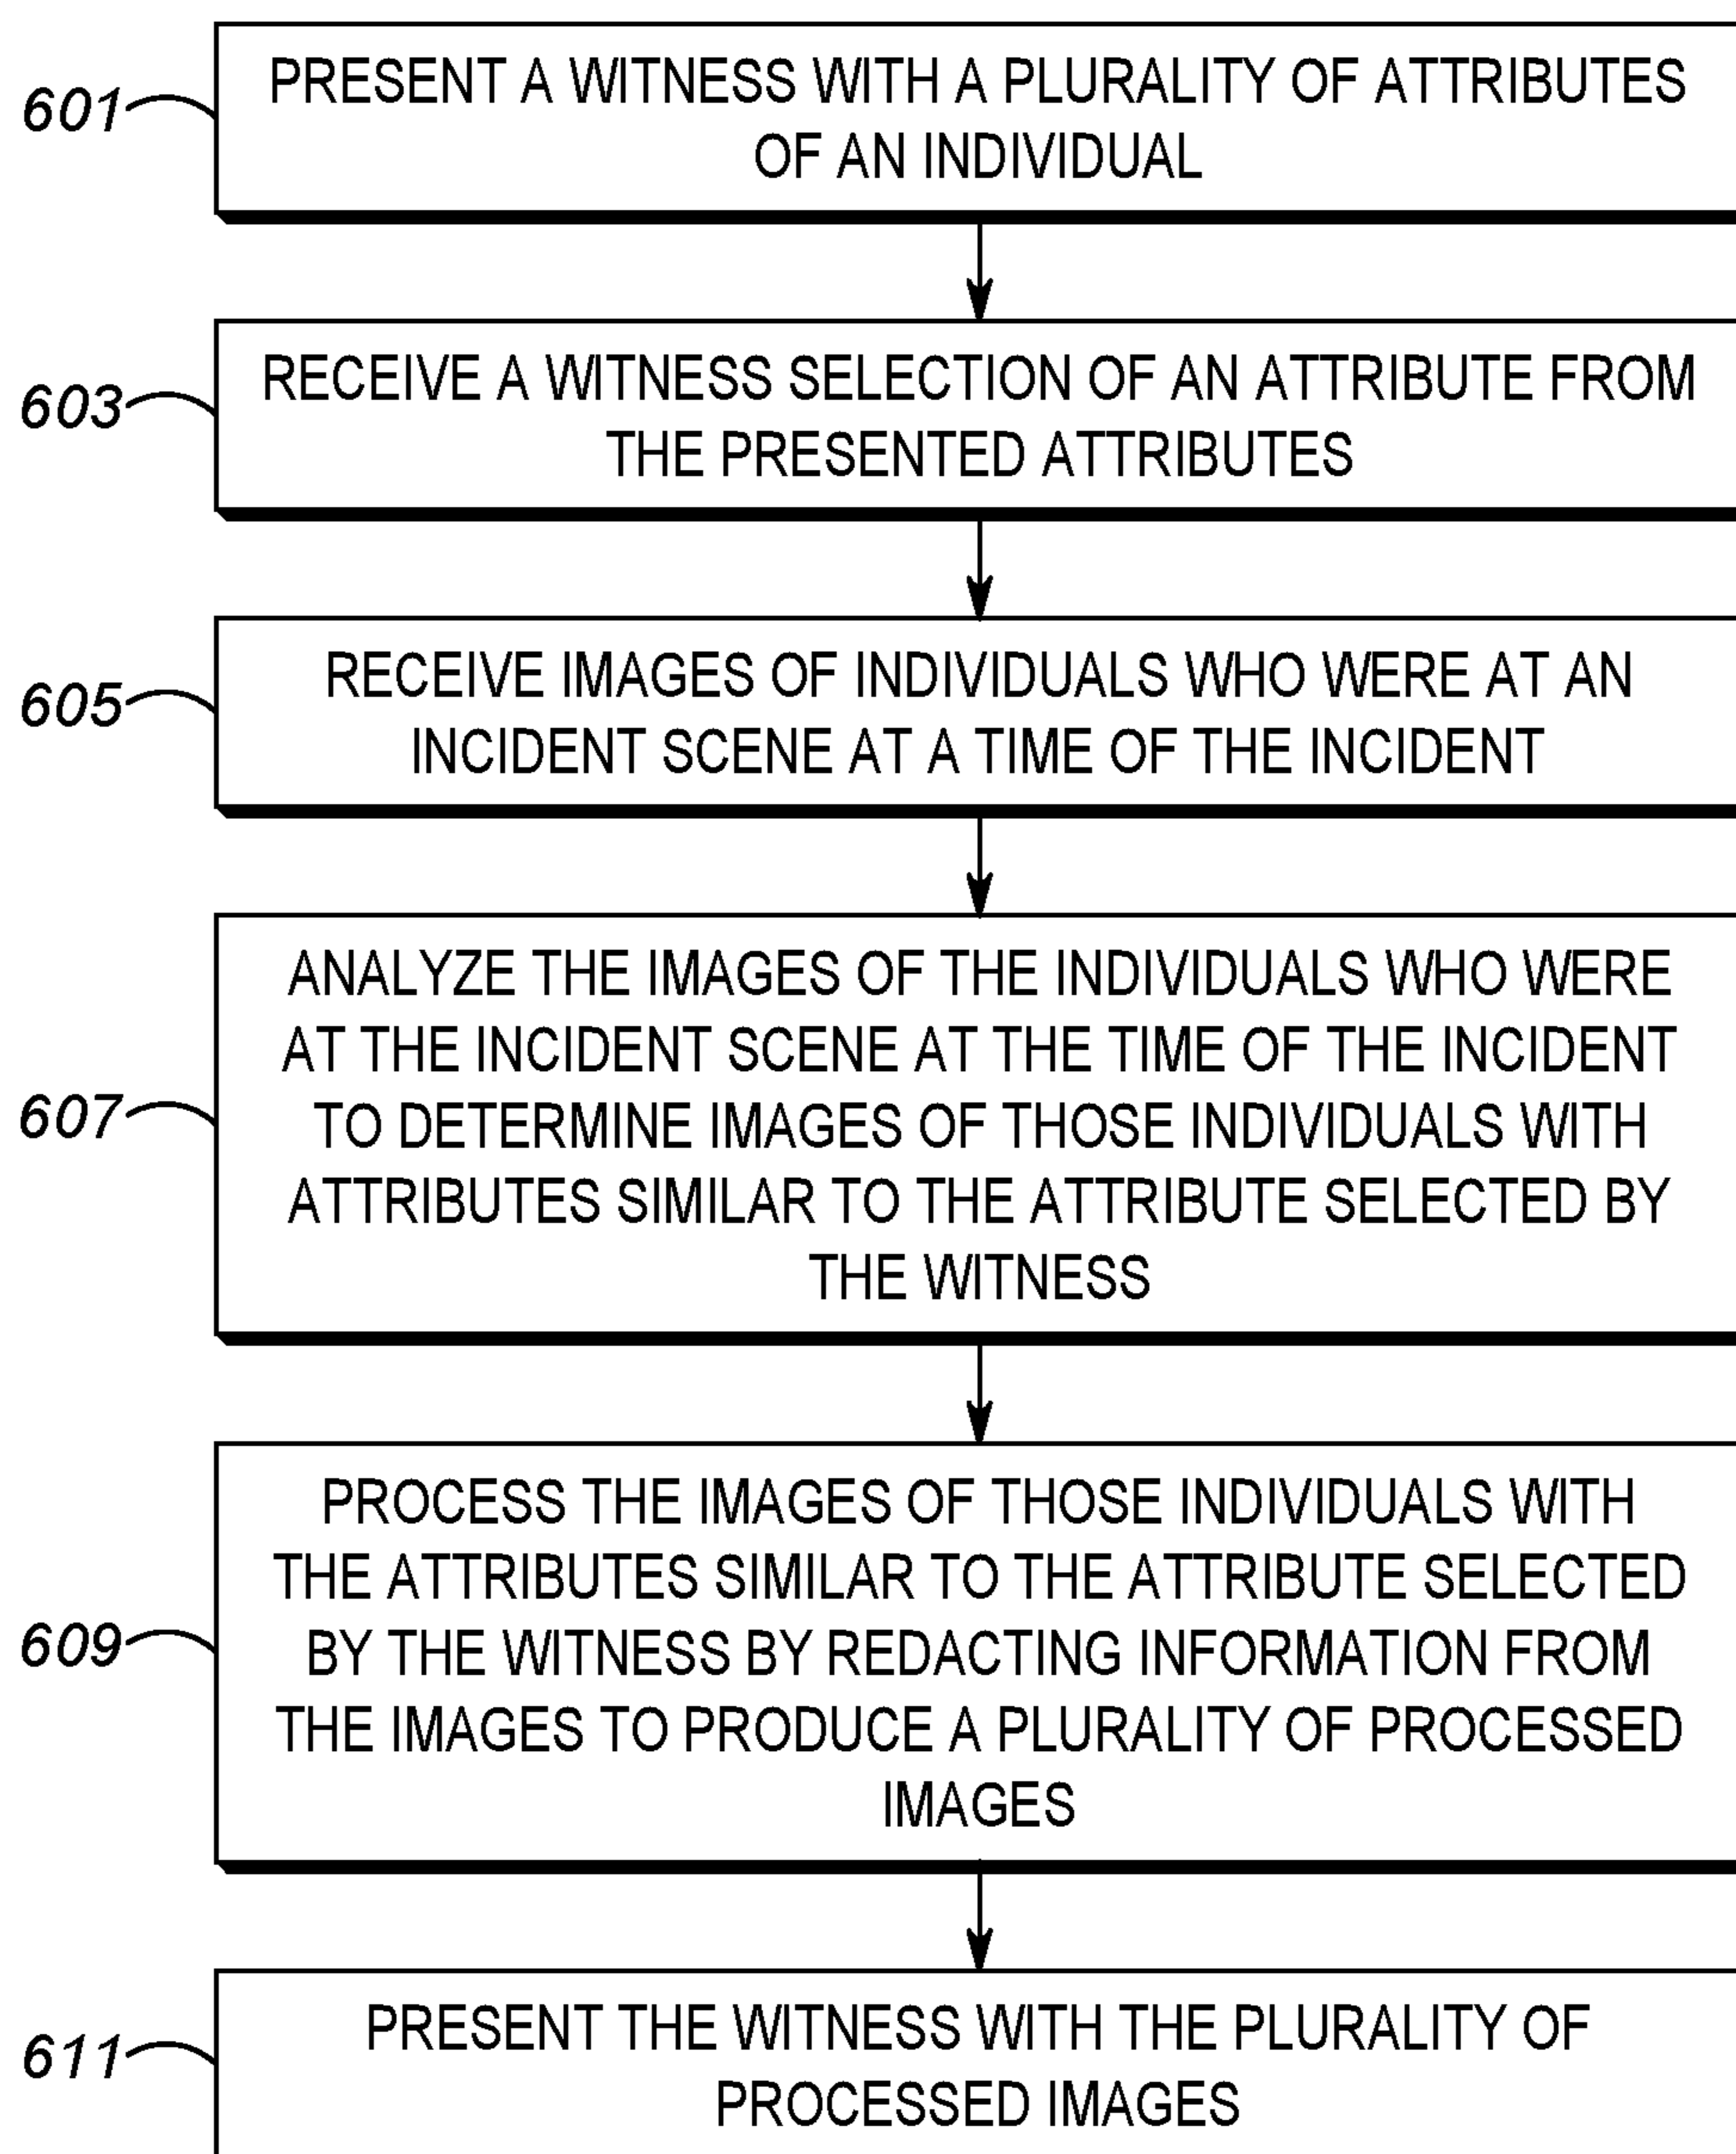 601
PRESENT A WITNESS WITH A PLURALITY OF ATTRIBUTES
OF AN INDIVIDUAL
603
RECEIVE A WITNESS SELECTION OF AN ATTRIBUTE FROM
THE PRESENTED ATTRIBUTES
605
RECEIVE IMAGES OF INDIVIDUALS WHO WERE AT AN
INCIDENT SCENE AT A TIME OF THE INCIDENT
607
ANALYZE THE IMAGES OF THE INDIVIDUALS WHO WERE
AT THE INCIDENT SCENE AT THE TIME OF THE INCIDENT
TO DETERMINE IMAGES OF THOSE INDIVIDUALS WITH
ATTRIBUTES SIMILAR TO THE ATTRIBUTE SELECTED BY
THE WITNESS
609
PROCESS THE IMAGES OF THOSE INDIVIDUALS WITH
THE ATTRIBUTES SIMILAR TO THE ATTRIBUTE SELECTED
BY THE WITNESS BY REDACTING INFORMATION FROM
THE IMAGES TO PRODUCE A PLURALITY OF PROCESSED
IMAGES
611
PRESENT THE WITNESS WITH THE PLURALITY OF
PROCESSED IMAGES